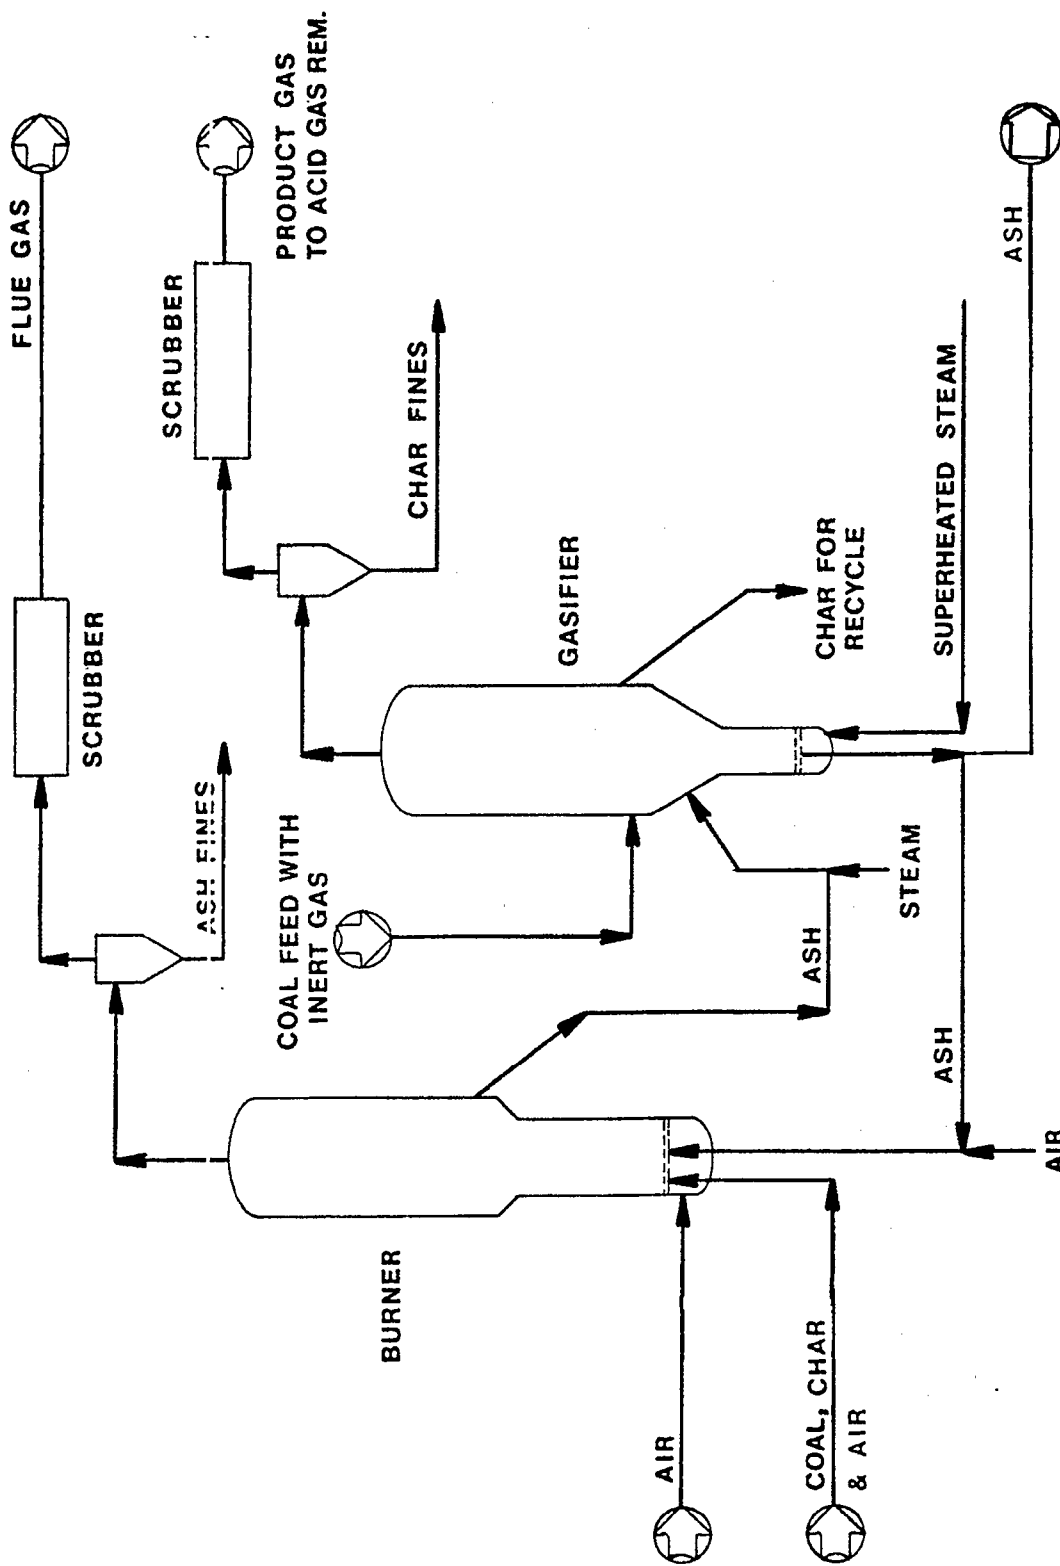 FLUE GAS
SCRUBBER
ASH FINES
SCRUBBER
PRODUCT GAS
TO ACID GAS REM.
CHAR FINES
COAL FEED WITH
INERT GAS
GASIFIER
BURNER
CHAR FOR
RECYCLE
ASH
STEAM
SUPERHEATED STEAM
ASH
ASH
AIR
COAL, CHAR
& AIR
AIR